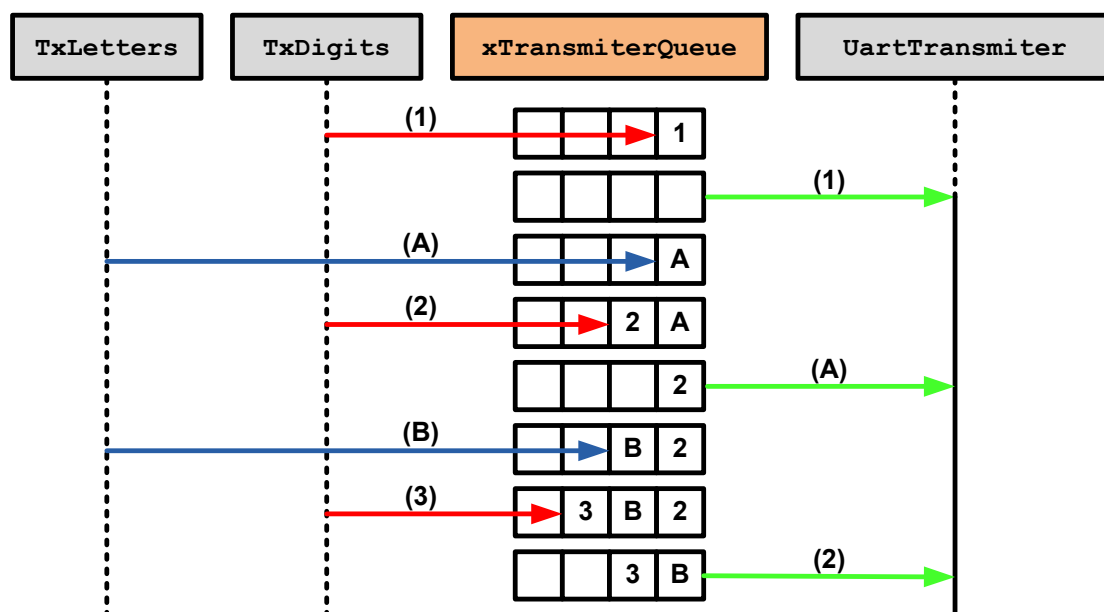 TxLetters TxDigits xTransmiterQueue UartTransmiter
(1)
1
(1)
(A)
A
(2)
2 A
(A)
2
(B)
B 2
(3)
3 B 2
(2)
3 B